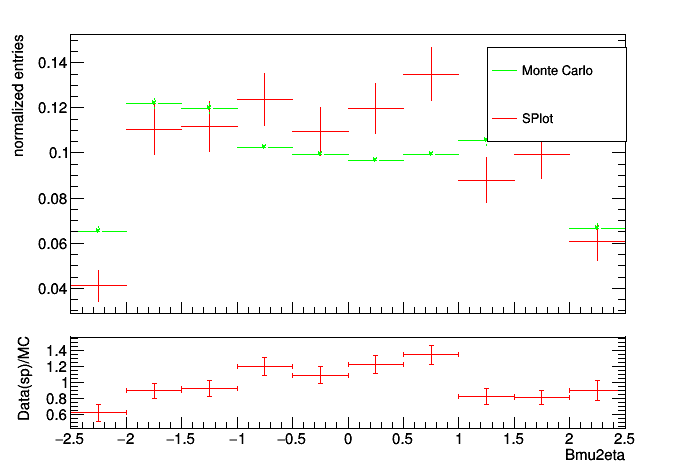 normalized entries
0.14
0.12
0.1
0.08
0.06
0.04
Monte Carlo
SPlot
Data(sp)/MC
1.4
1.2
1
0.8
0.6
−2.5 −2 −1.5 −1 −0.5 0 0.5 1 1.5 2 2.5
Bmu2eta